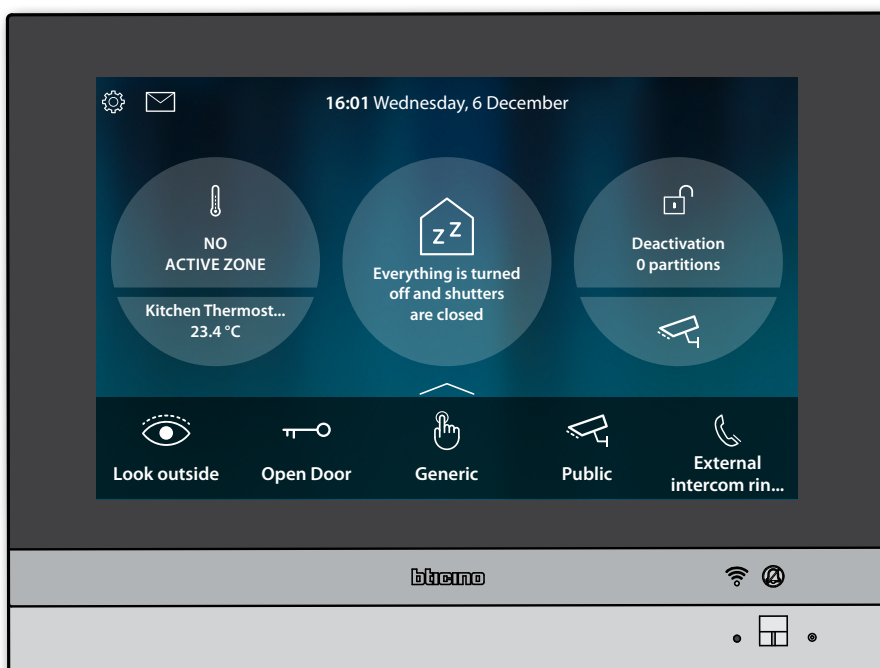 16:01 Wednesday, 6 December
NO
ACTIVE ZONE
Kitchen Thermost...
23.4 °C
z Z
Everything is turned
off and shutters
are closed
Deactivation
0 partitions
Look outside
Open Door
Generic
Public
External
intercom rin...
bticino